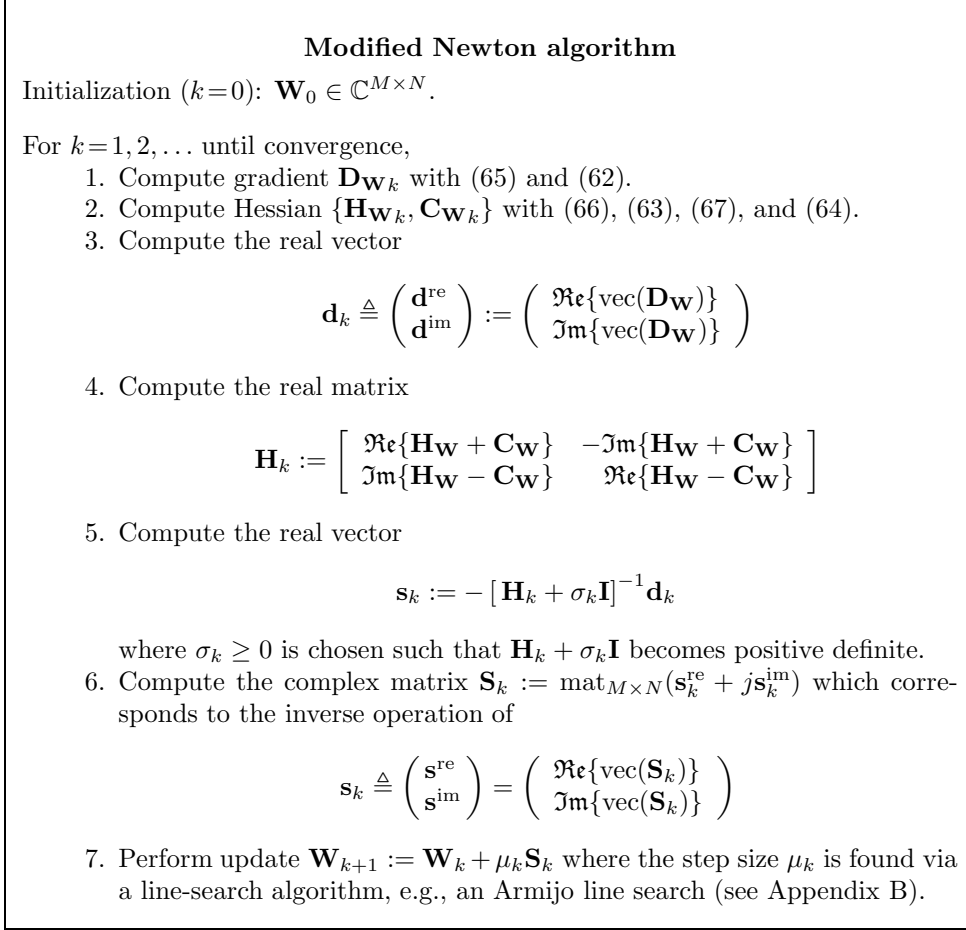 Modified Newton algorithm
Initialization (k=0): W₀ ∈ ℂ^{M×N}.
For k=1, 2, … until convergence,
1. Compute gradient D_{W_k} with (65) and (62).
2. Compute Hessian {H_{W_k}, C_{W_k}} with (66), (63), (67), and (64).
3. Compute the real vector
d_k ≜ ( d^{re} ; d^{im} ) := ( ℜe{vec(D_W)} ; ℑm{vec(D_W)} )
4. Compute the real matrix
H_k := [ ℜe{H_W + C_W}  −ℑm{H_W + C_W} ; ℑm{H_W − C_W}  ℜe{H_W − C_W} ]
5. Compute the real vector
s_k := − [ H_k + σ_k I]^{−1} d_k
where σ_k ≥ 0 is chosen such that H_k + σ_k I becomes positive definite.
6. Compute the complex matrix S_k := mat_{M×N}(s_k^{re} + js_k^{im}) which corre-
sponds to the inverse operation of
s_k ≜ ( s^{re} ; s^{im} ) = ( ℜe{vec(S_k)} ; ℑm{vec(S_k)} )
7. Perform update W_{k+1} := W_k + μ_k S_k where the step size μ_k is found via
a line-search algorithm, e.g., an Armijo line search (see Appendix B).